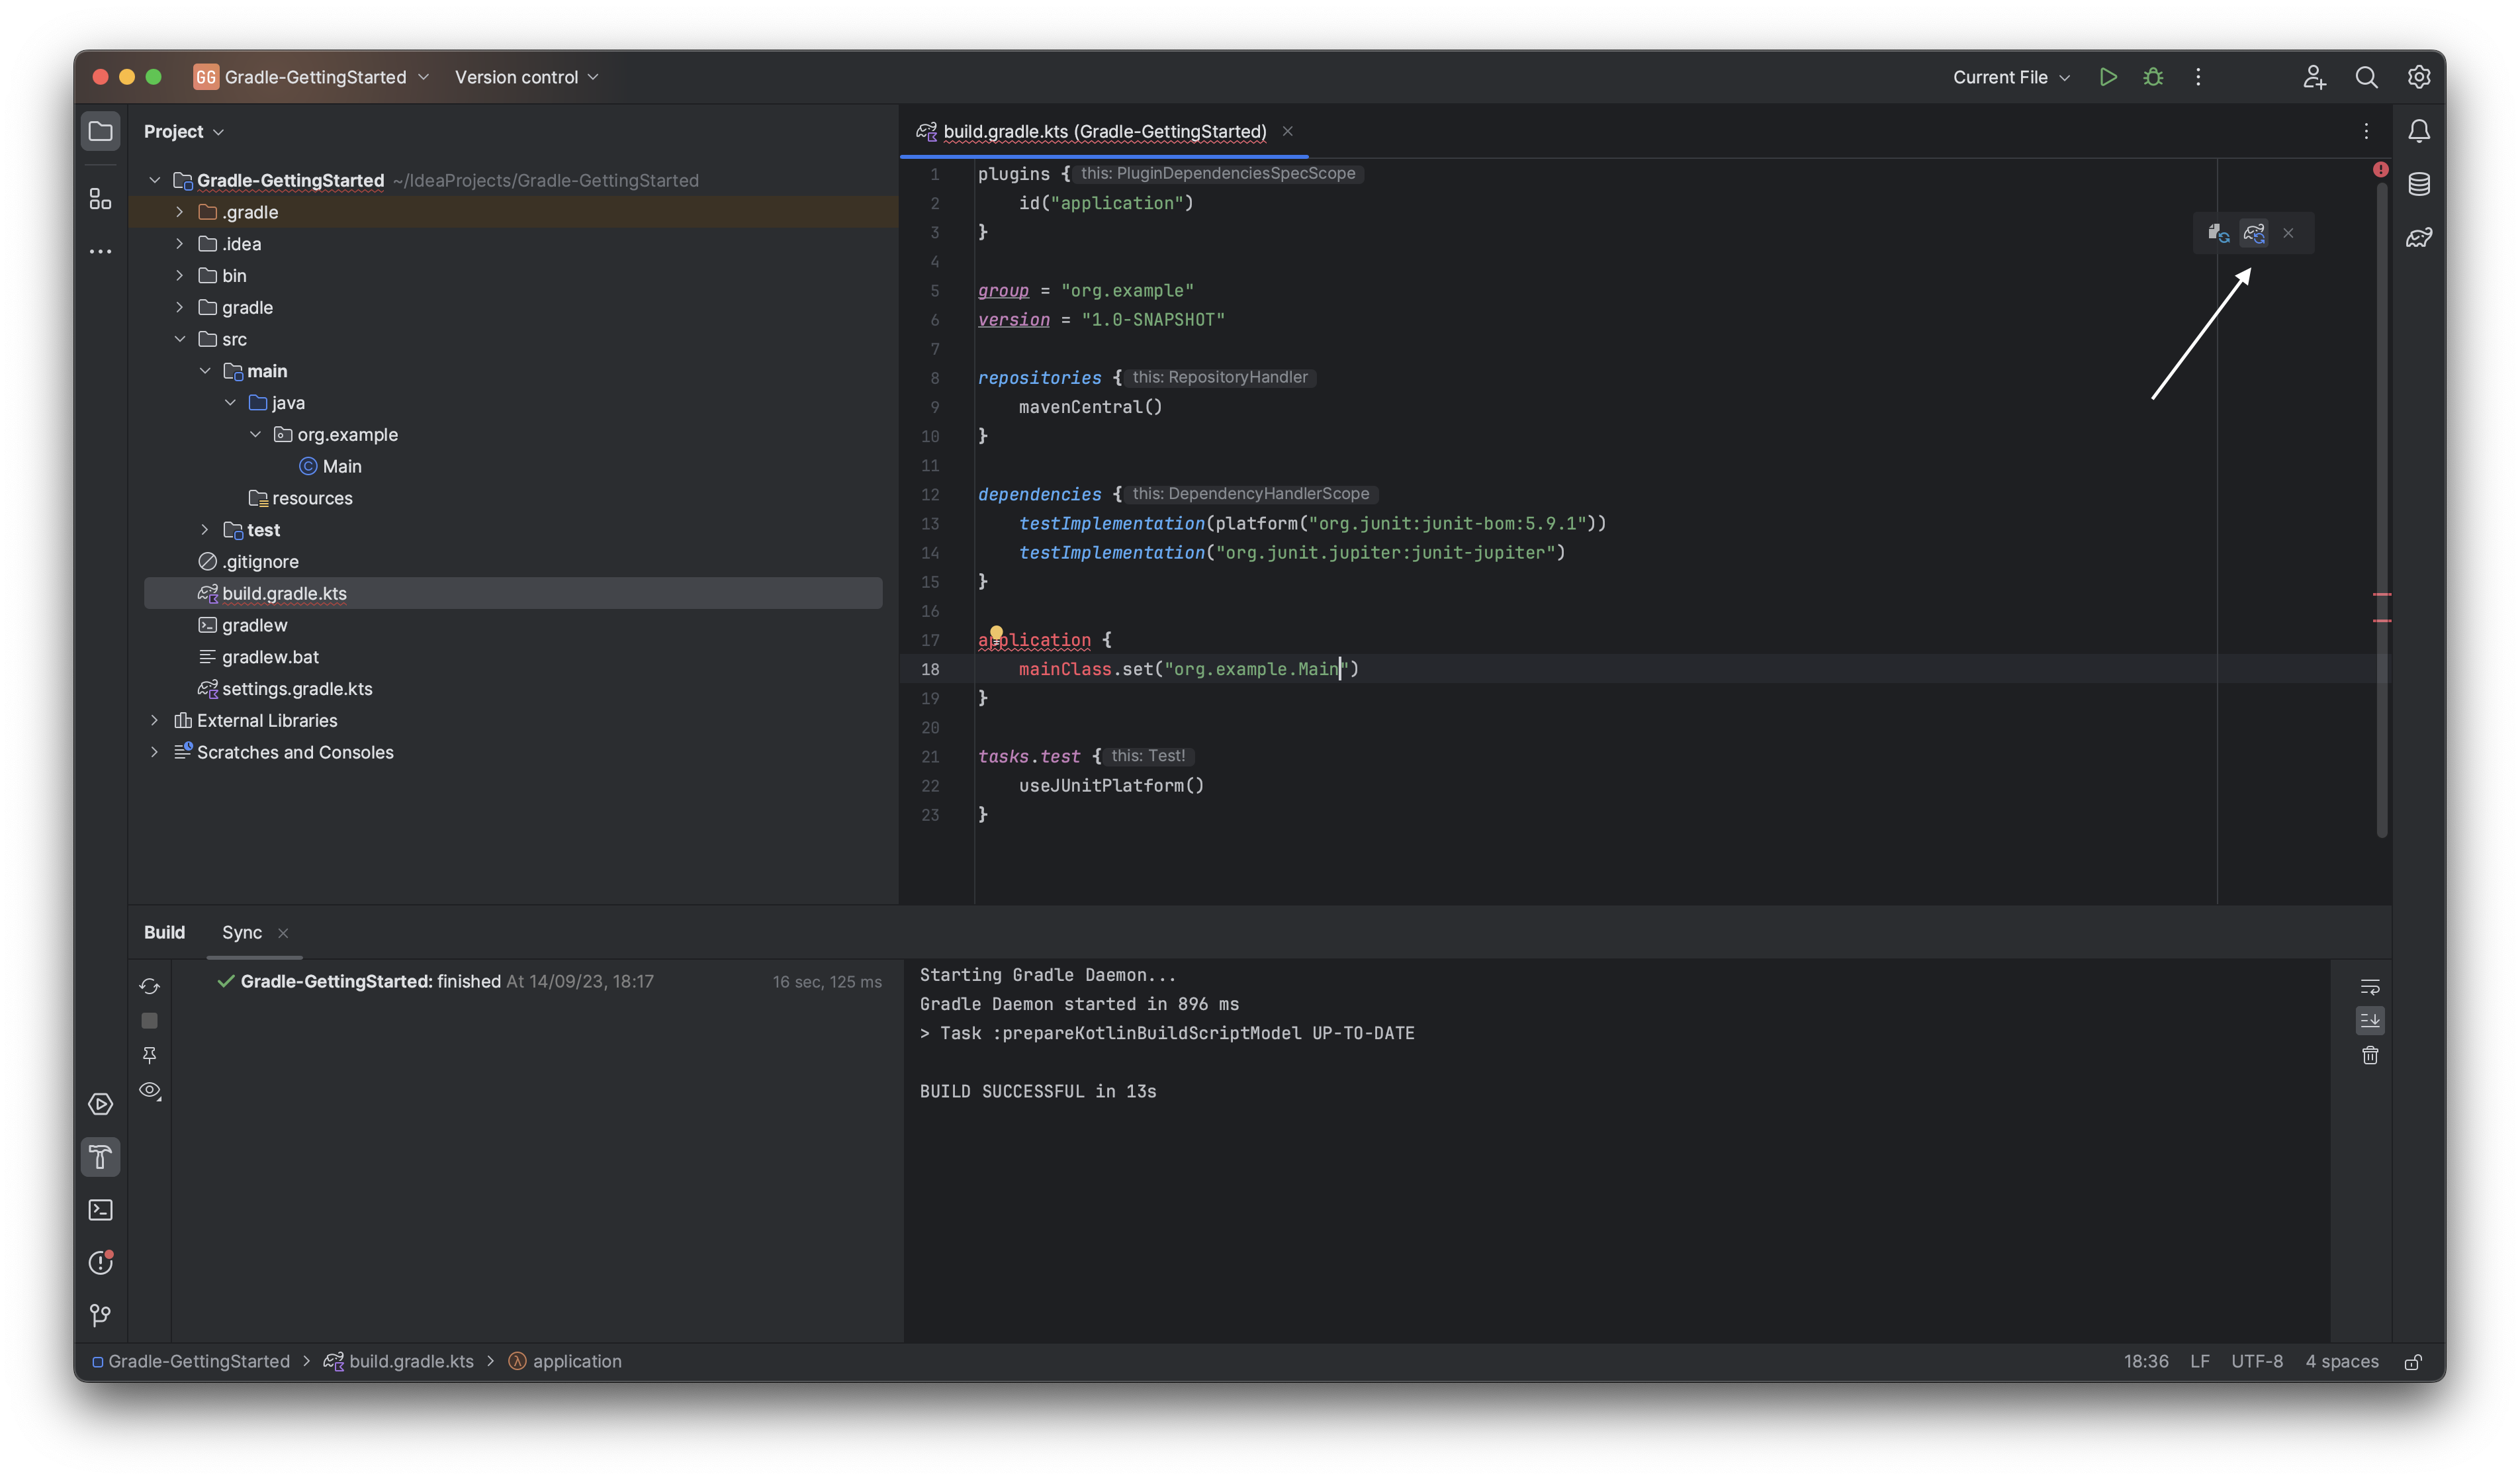 GG Gradle-GettingStarted Version control Current File
Project
build.gradle.kts (Gradle-GettingStarted)
Gradle-GettingStarted ~/IdeaProjects/Gradle-GettingStarted
.gradle
.idea
bin
gradle
src
main
java
org.example
Main
resources
test
.gitignore
build.gradle.kts
gradlew
gradlew.bat
settings.gradle.kts
External Libraries
Scratches and Consoles
1 plugins { this: PluginDependenciesSpecScope
2 id("application")
3 }
4
5 group = "org.example"
6 version = "1.0-SNAPSHOT"
7
8 repositories { this: RepositoryHandler
9 mavenCentral()
10 }
11
12 dependencies { this: DependencyHandlerScope
13 testImplementation(platform("org.junit:junit-bom:5.9.1"))
14 testImplementation("org.junit.jupiter:junit-jupiter")
15 }
16
17 application {
18 mainClass.set("org.example.Main")
19 }
20
21 tasks.test { this: Test!
22 useJUnitPlatform()
23 }
Build Sync
Gradle-GettingStarted: finished At 14/09/23, 18:17 16 sec, 125 ms
Starting Gradle Daemon...
Gradle Daemon started in 896 ms
> Task :prepareKotlinBuildScriptModel UP-TO-DATE
BUILD SUCCESSFUL in 13s
Gradle-GettingStarted > build.gradle.kts > application
18:36 LF UTF-8 4 spaces